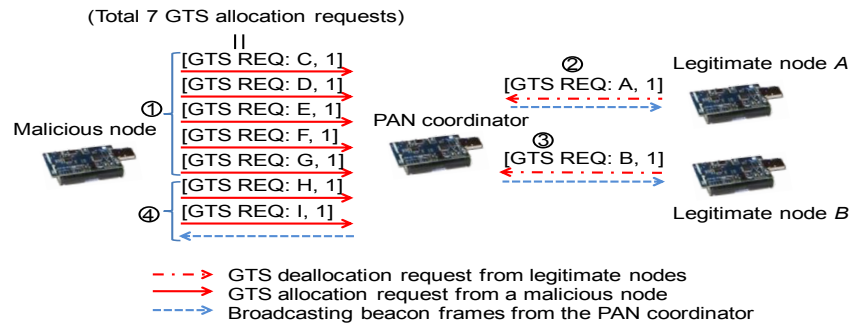 (Total 7 GTS allocation requests)
=
[GTS REQ: C, 1]
[GTS REQ: D, 1]
[GTS REQ: E, 1]
[GTS REQ: F, 1]
[GTS REQ: G, 1]
[GTS REQ: H, 1]
[GTS REQ: I, 1]
①
④
Malicious node
PAN coordinator
②
[GTS REQ: A, 1]
③
[GTS REQ: B, 1]
Legitimate node A
Legitimate node B
GTS deallocation request from legitimate nodes
GTS allocation request from a malicious node
Broadcasting beacon frames from the PAN coordinator